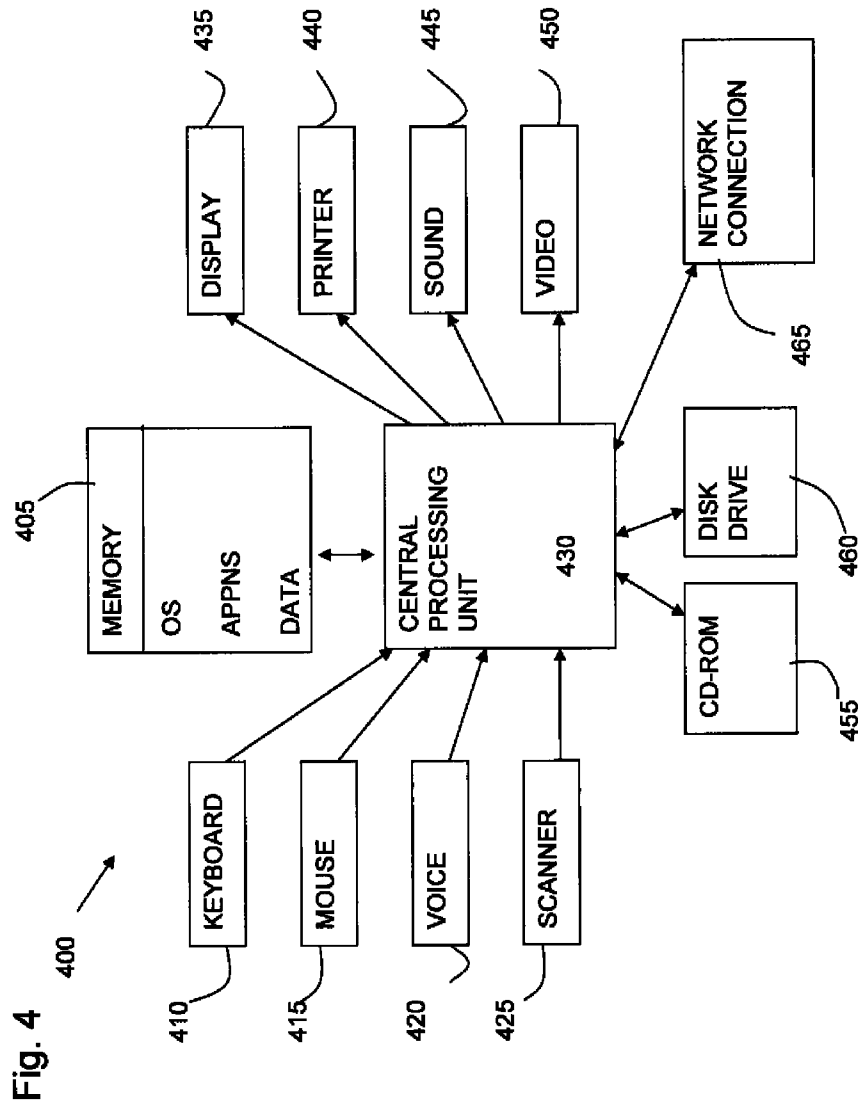 Fig. 4
400
MEMORY
OS
APPNS
DATA
405
KEYBOARD
410
MOUSE
415
VOICE
420
SCANNER
425
CENTRAL
PROCESSING
UNIT
430
DISPLAY
435
PRINTER
440
SOUND
445
VIDEO
450
CD-ROM
455
DISK
DRIVE
460
NETWORK
CONNECTION
465